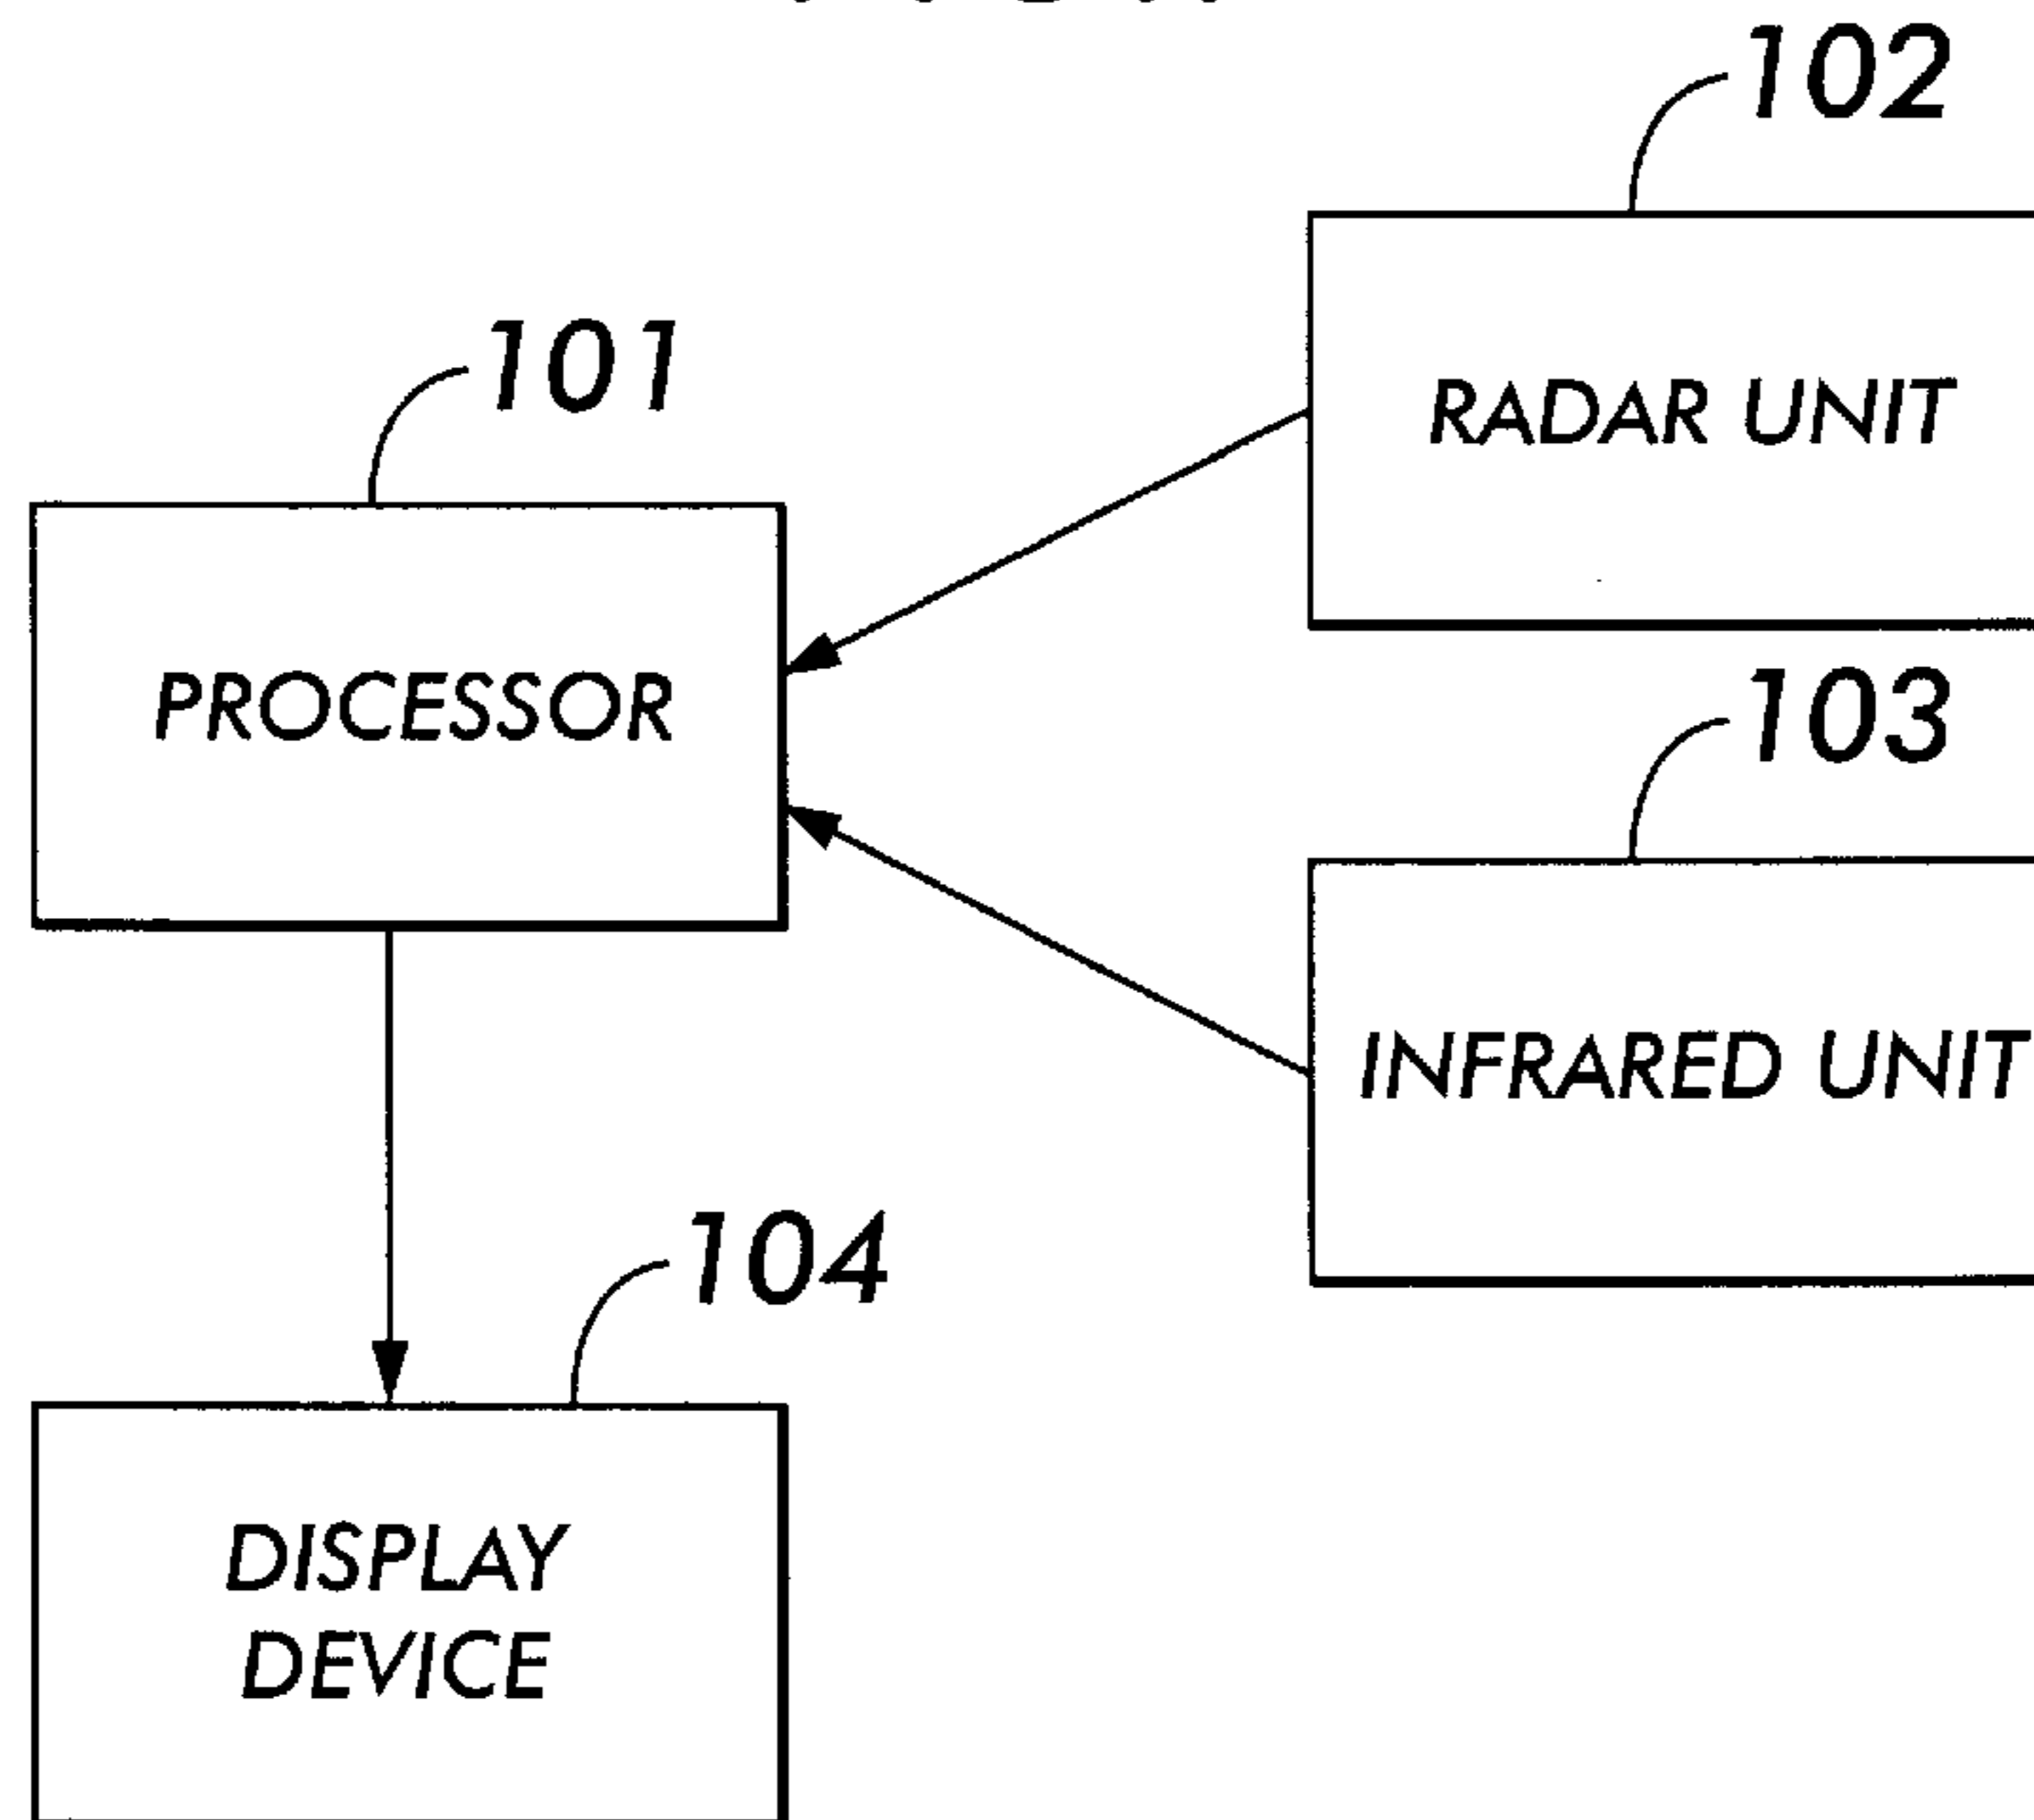 102
RADAR UNIT
101
PROCESSOR
103
INFRARED UNIT
104
DISPLAY
DEVICE